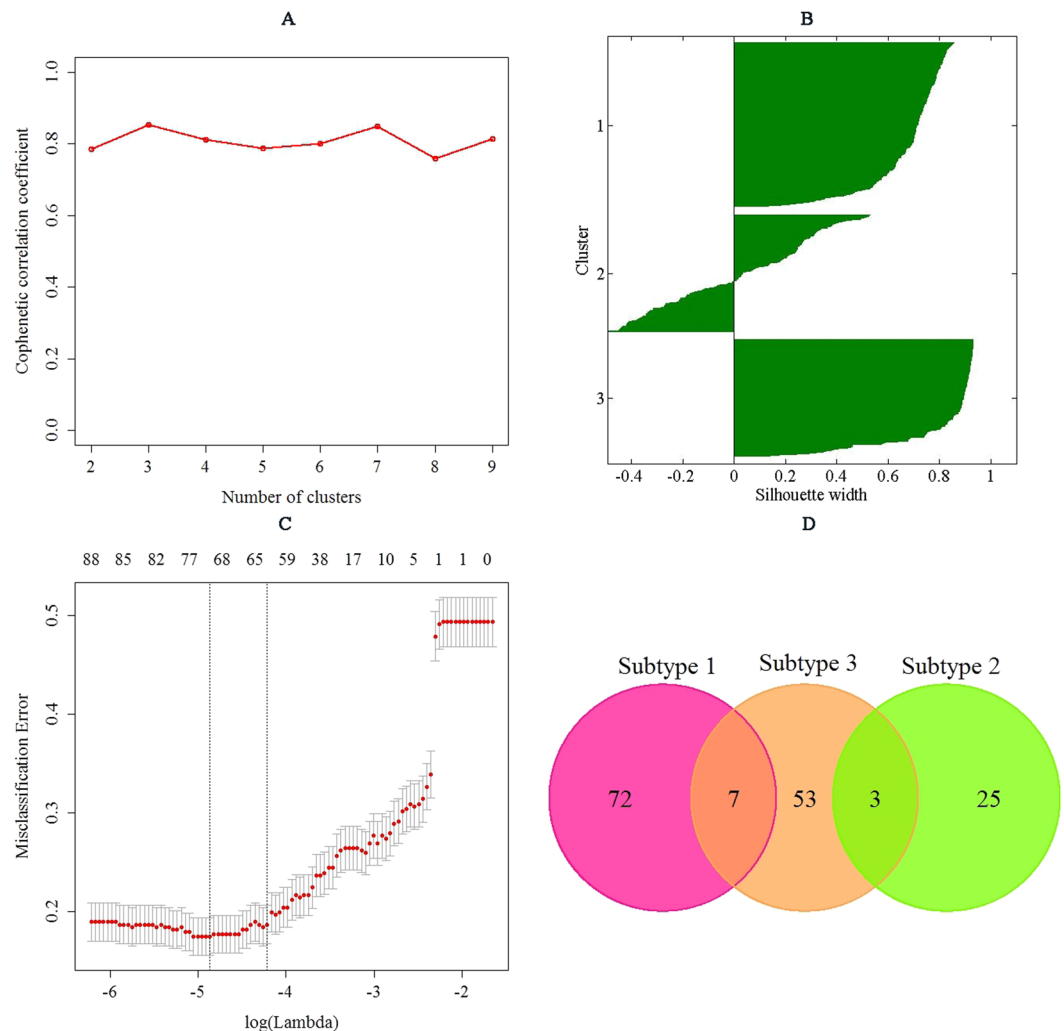 A
Cophenetic correlation coefficient
1.0
0.8
0.6
0.4
0.2
0.0
2 3 4 5 6 7 8 9
Number of clusters
B
Cluster
1
2
3
-0.4 -0.2 0 0.2 0.4 0.6 0.8 1
Silhouette width
C
88 85 82 77 68 65 59 38 17 10 5 1 1 0
Misclassification Error
0.5
0.4
0.3
0.2
-6 -5 -4 -3 -2
log(Lambda)
D
Subtype 1 Subtype 3 Subtype 2
72 7 53 3 25